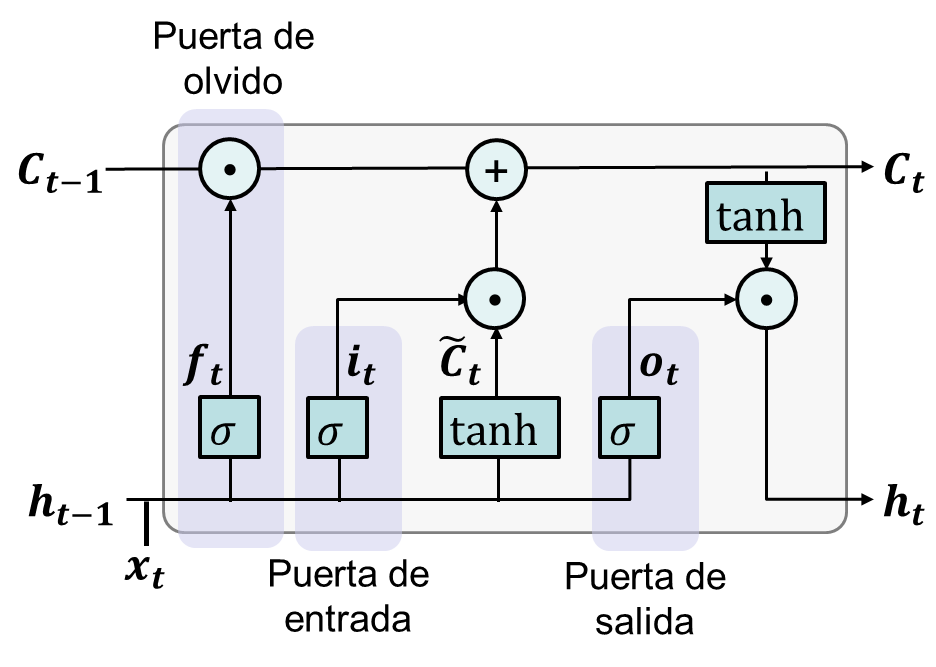 Puerta de
olvido
C_{t-1}
·
+
C_t
tanh
·
·
f_t
i_t
C̃_t
o_t
σ
σ
tanh
σ
h_{t-1}
h_t
x_t
Puerta de
entrada
Puerta de
salida